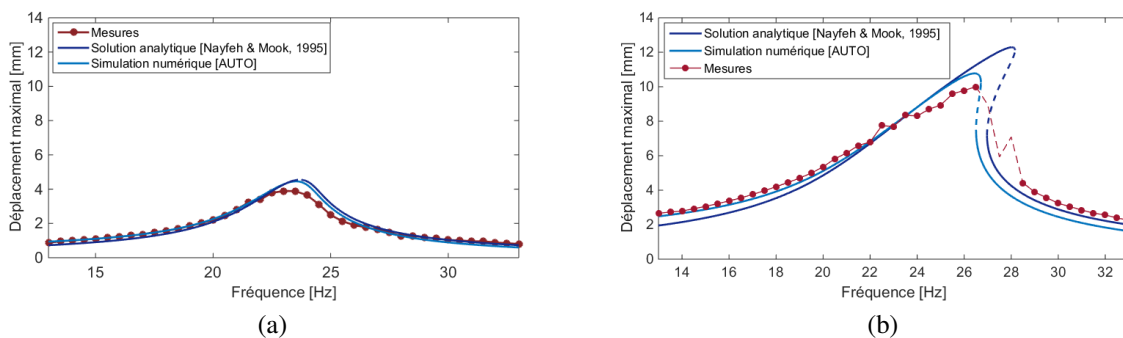 14
12
10
8
6
4
2
0
Déplacement maximal [mm]
Mesures
Solution analytique [Nayfeh & Mook, 1995]
Simulation numérique [AUTO]
15
20
25
30
Fréquence [Hz]
(a)
14
12
10
8
6
4
2
0
Déplacement maximal [mm]
Solution analytique [Nayfeh & Mook, 1995]
Simulation numérique [AUTO]
Mesures
14
16
18
20
22
24
26
28
30
32
Fréquence [Hz]
(b)